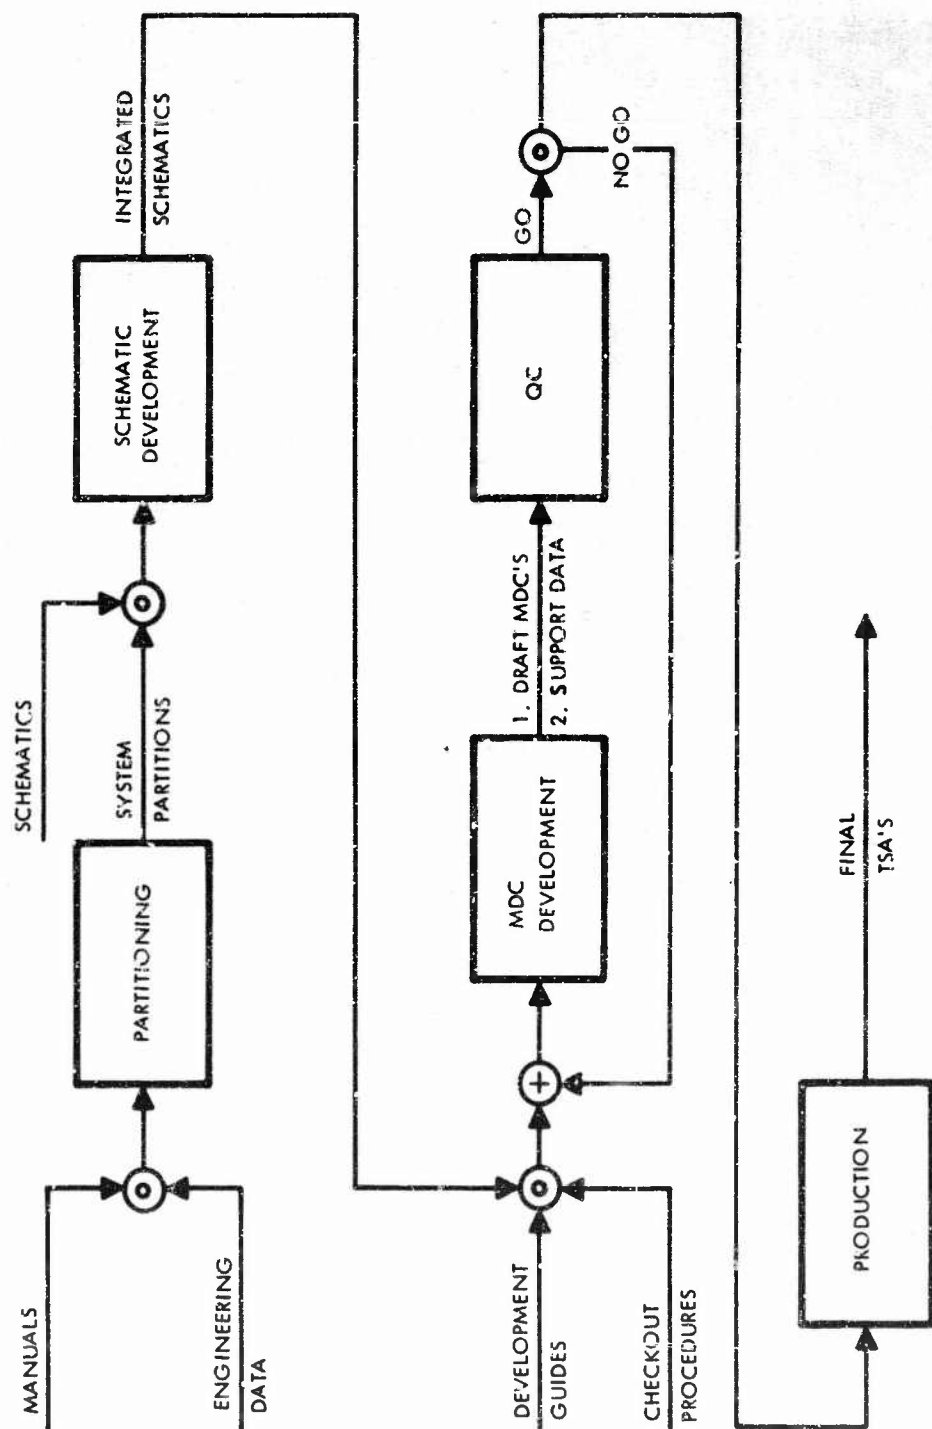 MANUALS
ENGINEERING
DATA
PARTITIONING
SYSTEM
PARTITIONS
SCHEMATICS
SCHEMATIC
DEVELOPMENT
INTEGRATED
SCHEMATICS
DEVELOPMENT
GUIDES
CHECKOUT
PROCEDURES
MDC
DEVELOPMENT
1. DRAFT MDC'S
2. SUPPORT DATA
QC
GO
NO GO
PRODUCTION
FINAL
TSA'S